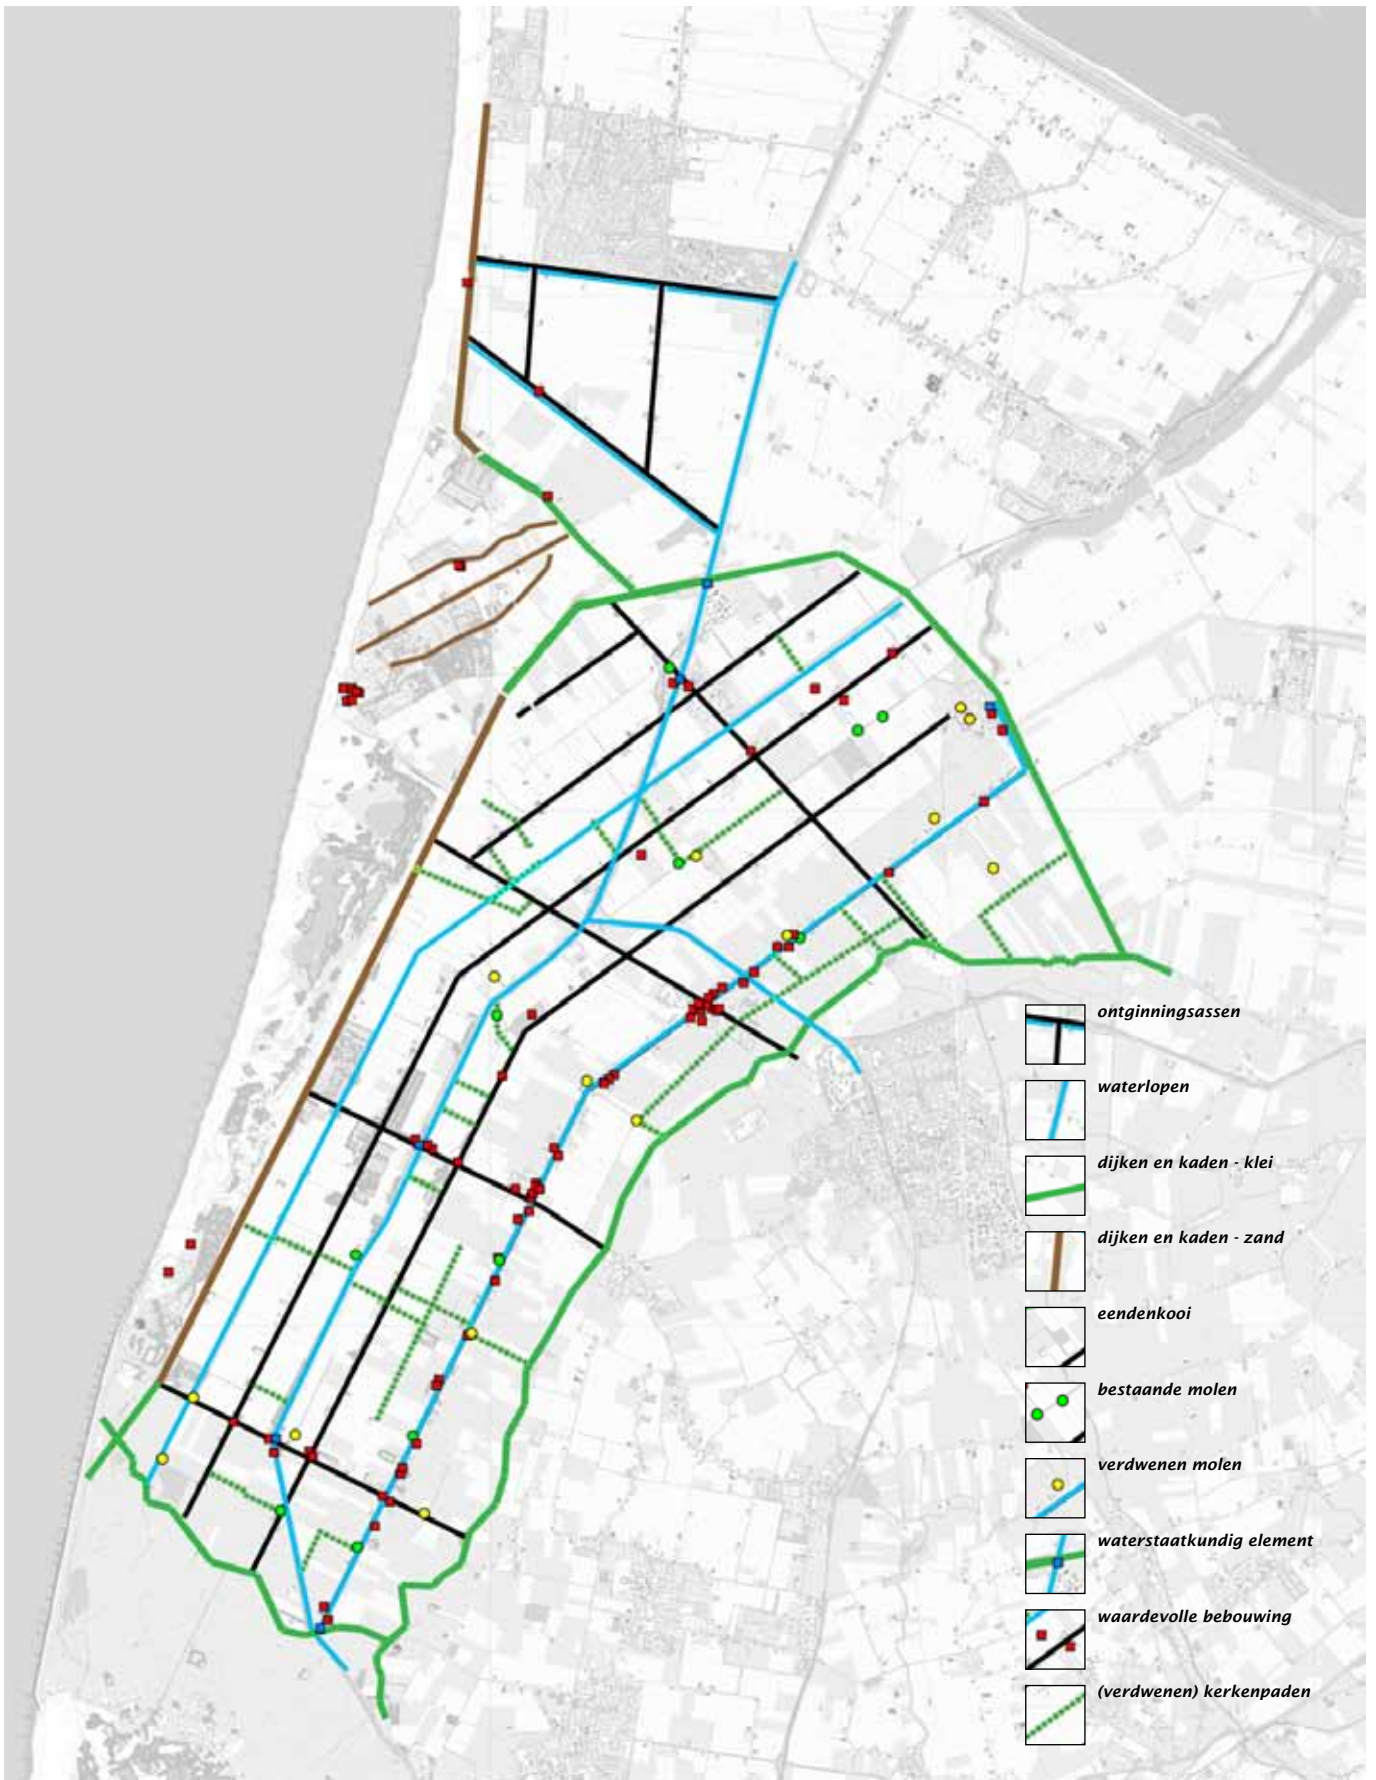 ontginningsassen
waterlopen
dijken en kaden - klei
dijken en kaden - zand
eendenkooi
bestaande molen
verdwenen molen
waterstaatkundig element
waardevolle bebouwing
(verdwenen) kerkenpaden